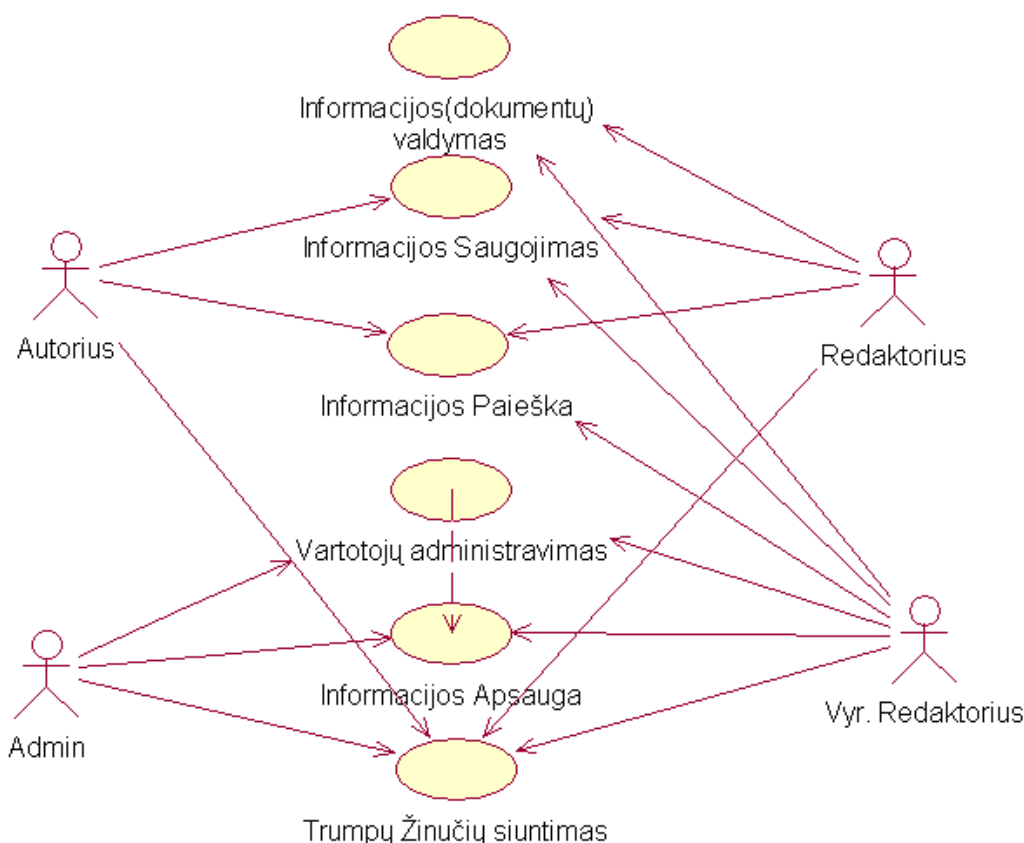 Informacijos(dokumentų)
valdymas
Informacijos Saugojimas
Autorius
Redaktorius
Informacijos Paieška
Vartotojų administravimas
Informacijos Apsauga
Vyr. Redaktorius
Admin
Trumpų Žinučių siuntimas